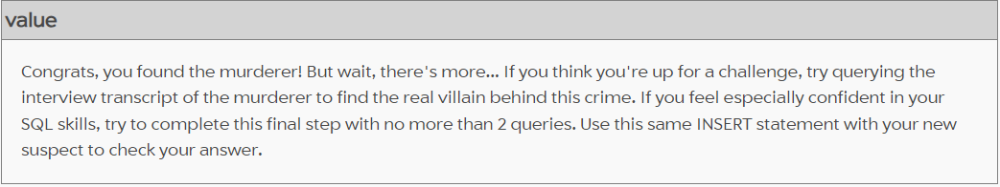 value
Congrats, you found the murderer! But wait, there's more... If you think you're up for a challenge, try querying the
interview transcript of the murderer to find the real villain behind this crime. If you feel especially confident in your
SQL skills, try to complete this final step with no more than 2 queries. Use this same INSERT statement with your new
suspect to check your answer.